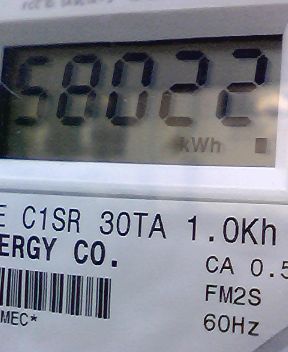 58022
kWh
E C1SR 30TA 1.0Kh
ERGY CO.
CA 0.5
FM2S
60Hz
MEC*